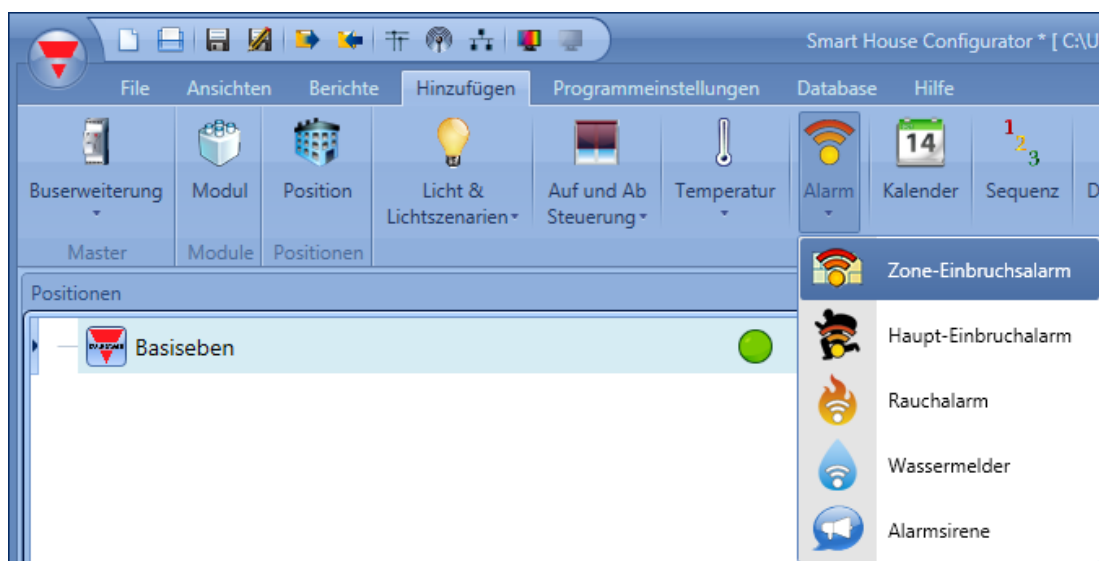 Smart House Configurator * [ C:\U
File Ansichten Berichte Hinzufügen Programmeinstellungen Database Hilfe
14 1 2 3
Buserweiterung Modul Position Licht & Auf und Ab Temperatur Alarm Kalender Sequenz D
Lichtszenarien Steuerung
Master Module Positionen
Positionen
Basiseben
Zone-Einbruchsalarm
Haupt-Einbruchalarm
Rauchalarm
Wassermelder
Alarmsirene